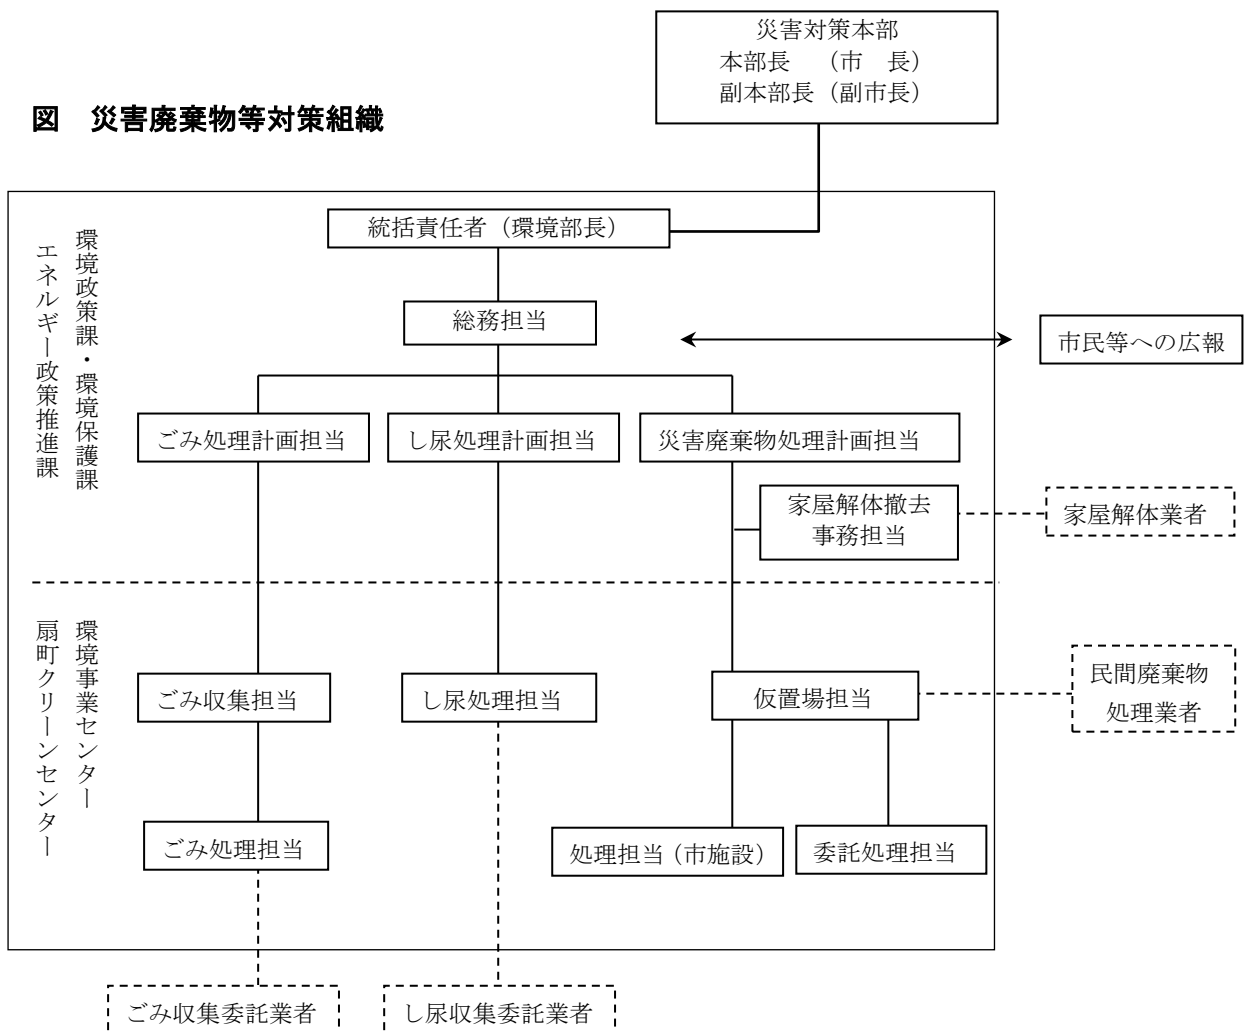 災害対策本部
本部長　（市　長）
副本部長（副市長）
図　災害廃棄物等対策組織
環境政策課・環境保護課
エネルギー政策推進課
統括責任者（環境部長）
総務担当
市民等への広報
ごみ処理計画担当
し尿処理計画担当
災害廃棄物処理計画担当
家屋解体撤去
事務担当
家屋解体業者
環境事業センター
扇町クリーンセンター
ごみ収集担当
し尿処理担当
仮置場担当
民間廃棄物
処理業者
ごみ処理担当
処理担当（市施設）
委託処理担当
ごみ収集委託業者
し尿収集委託業者